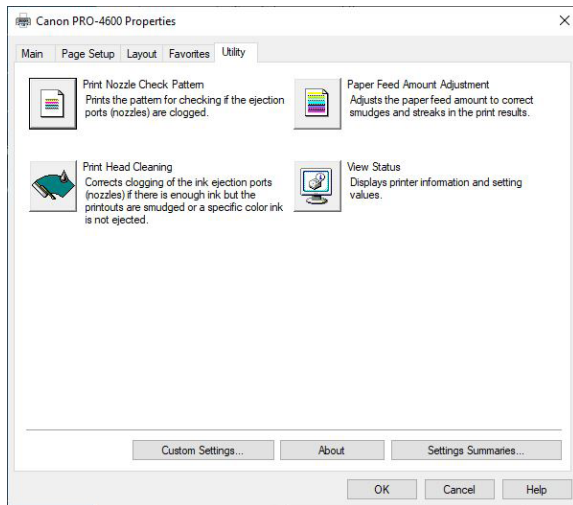 Canon PRO-4600 Properties
Main Page Setup Layout Favorites Utility
Print Nozzle Check Pattern
Prints the pattern for checking if the ejection
ports (nozzles) are clogged.
Paper Feed Amount Adjustment
Adjusts the paper feed amount to correct
smudges and streaks in the print results.
Print Head Cleaning
Corrects clogging of the ink ejection ports
(nozzles) if there is enough ink but the
printouts are smudged or a specific color ink
is not ejected.
View Status
Displays printer information and setting
values.
Custom Settings... About Settings Summaries...
OK Cancel Help